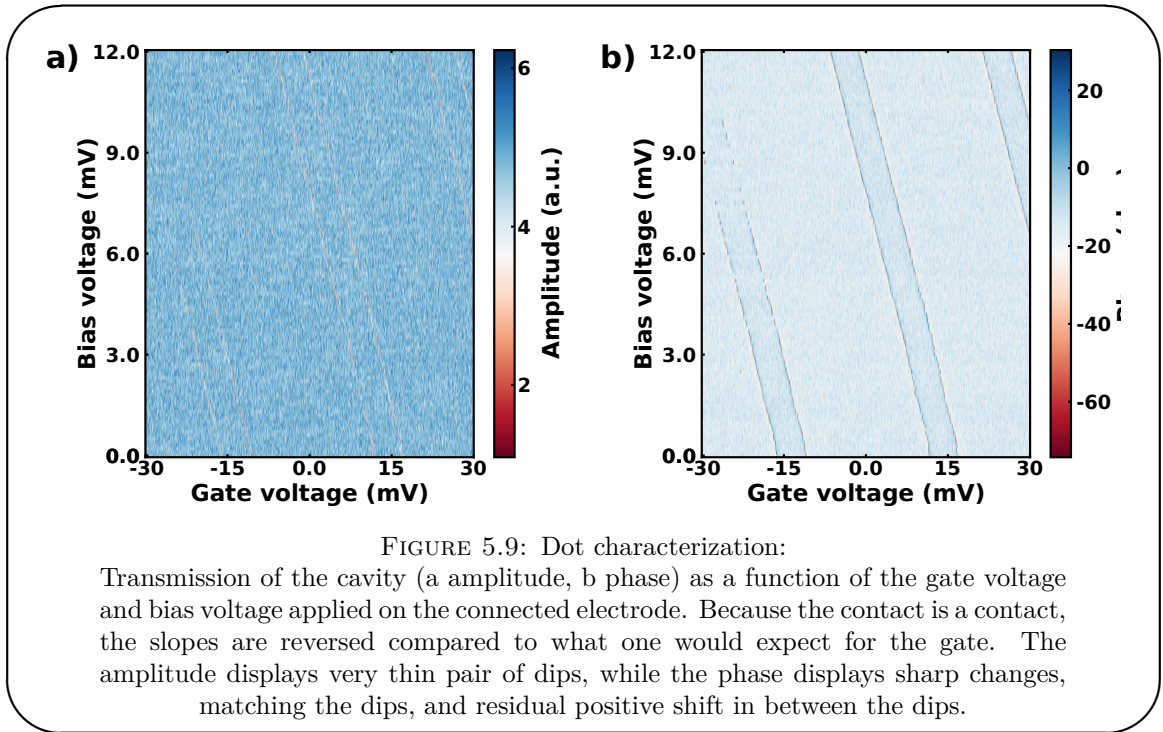 a)
12.0
9.0
6.0
3.0
0.0
Bias voltage (mV)
-30
-15
0.0
15
30
Gate voltage (mV)
6
4
2
Amplitude (a.u.)
b)
12.0
9.0
6.0
3.0
0.0
Bias voltage (mV)
-30
-15
0.0
15
30
Gate voltage (mV)
20
0
-20
-40
-60
FIGURE 5.9: Dot characterization:
Transmission of the cavity (a amplitude, b phase) as a function of the gate voltage
and bias voltage applied on the connected electrode. Because the contact is a contact,
the slopes are reversed compared to what one would expect for the gate. The
amplitude displays very thin pair of dips, while the phase displays sharp changes,
matching the dips, and residual positive shift in between the dips.